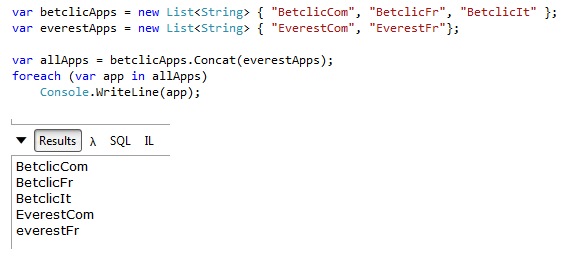 var betclicApps = new List<String> { "BetclicCom", "BetclicFr", "BetclicIt" };
var everestApps = new List<String> { "EverestCom", "EverestFr"};
var allApps = betclicApps.Concat(everestApps);
foreach (var app in allApps)
Console.WriteLine(app);
Results λ SQL IL
BetclicCom
BetclicFr
BetclicIt
EverestCom
everestFr